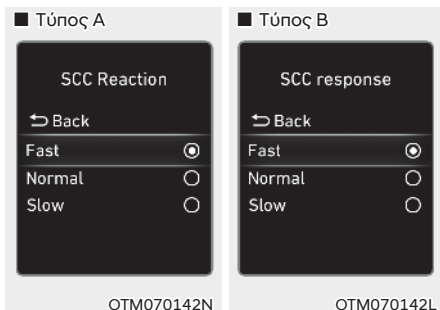 ■ Τύπος A
SCC Reaction
Back
Fast
Normal
Slow
OTM070142N
■ Τύπος B
SCC response
Back
Fast
Normal
Slow
OTM070142L